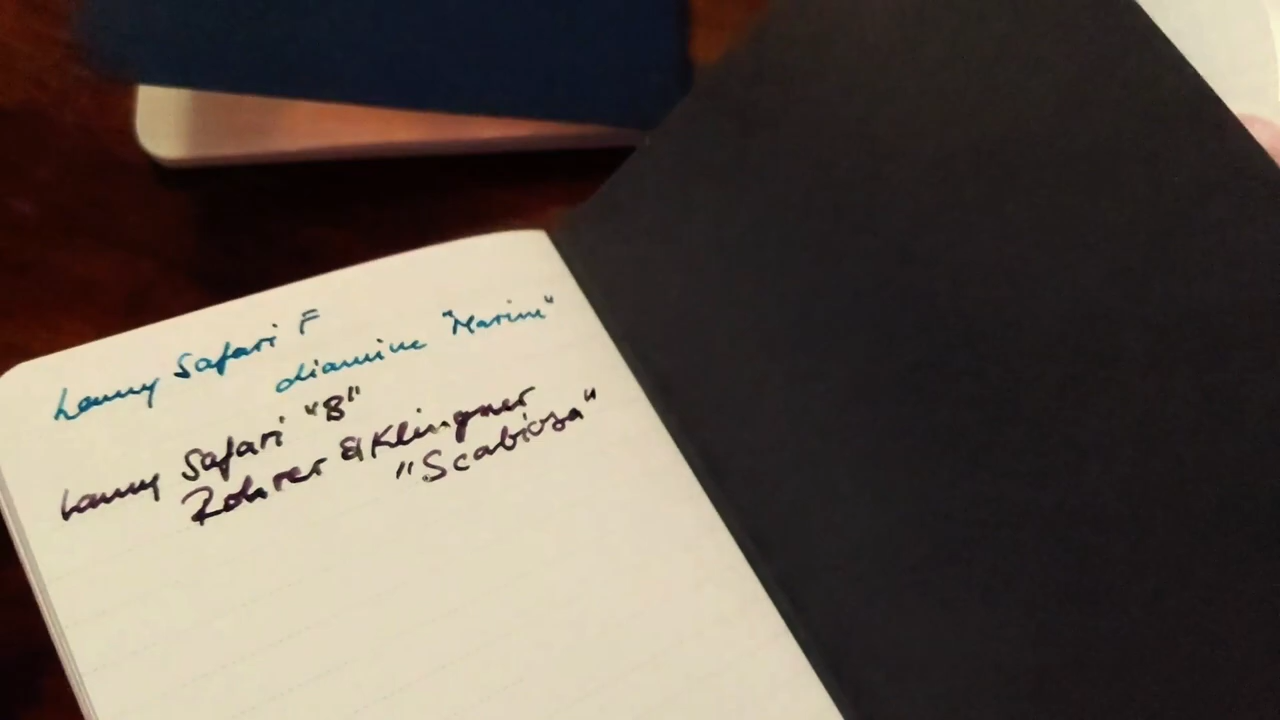 Lamy Safari F
diamine "Marine"
Lamy Safari "B"
Rohrer & Klingner
"Scabiosa"